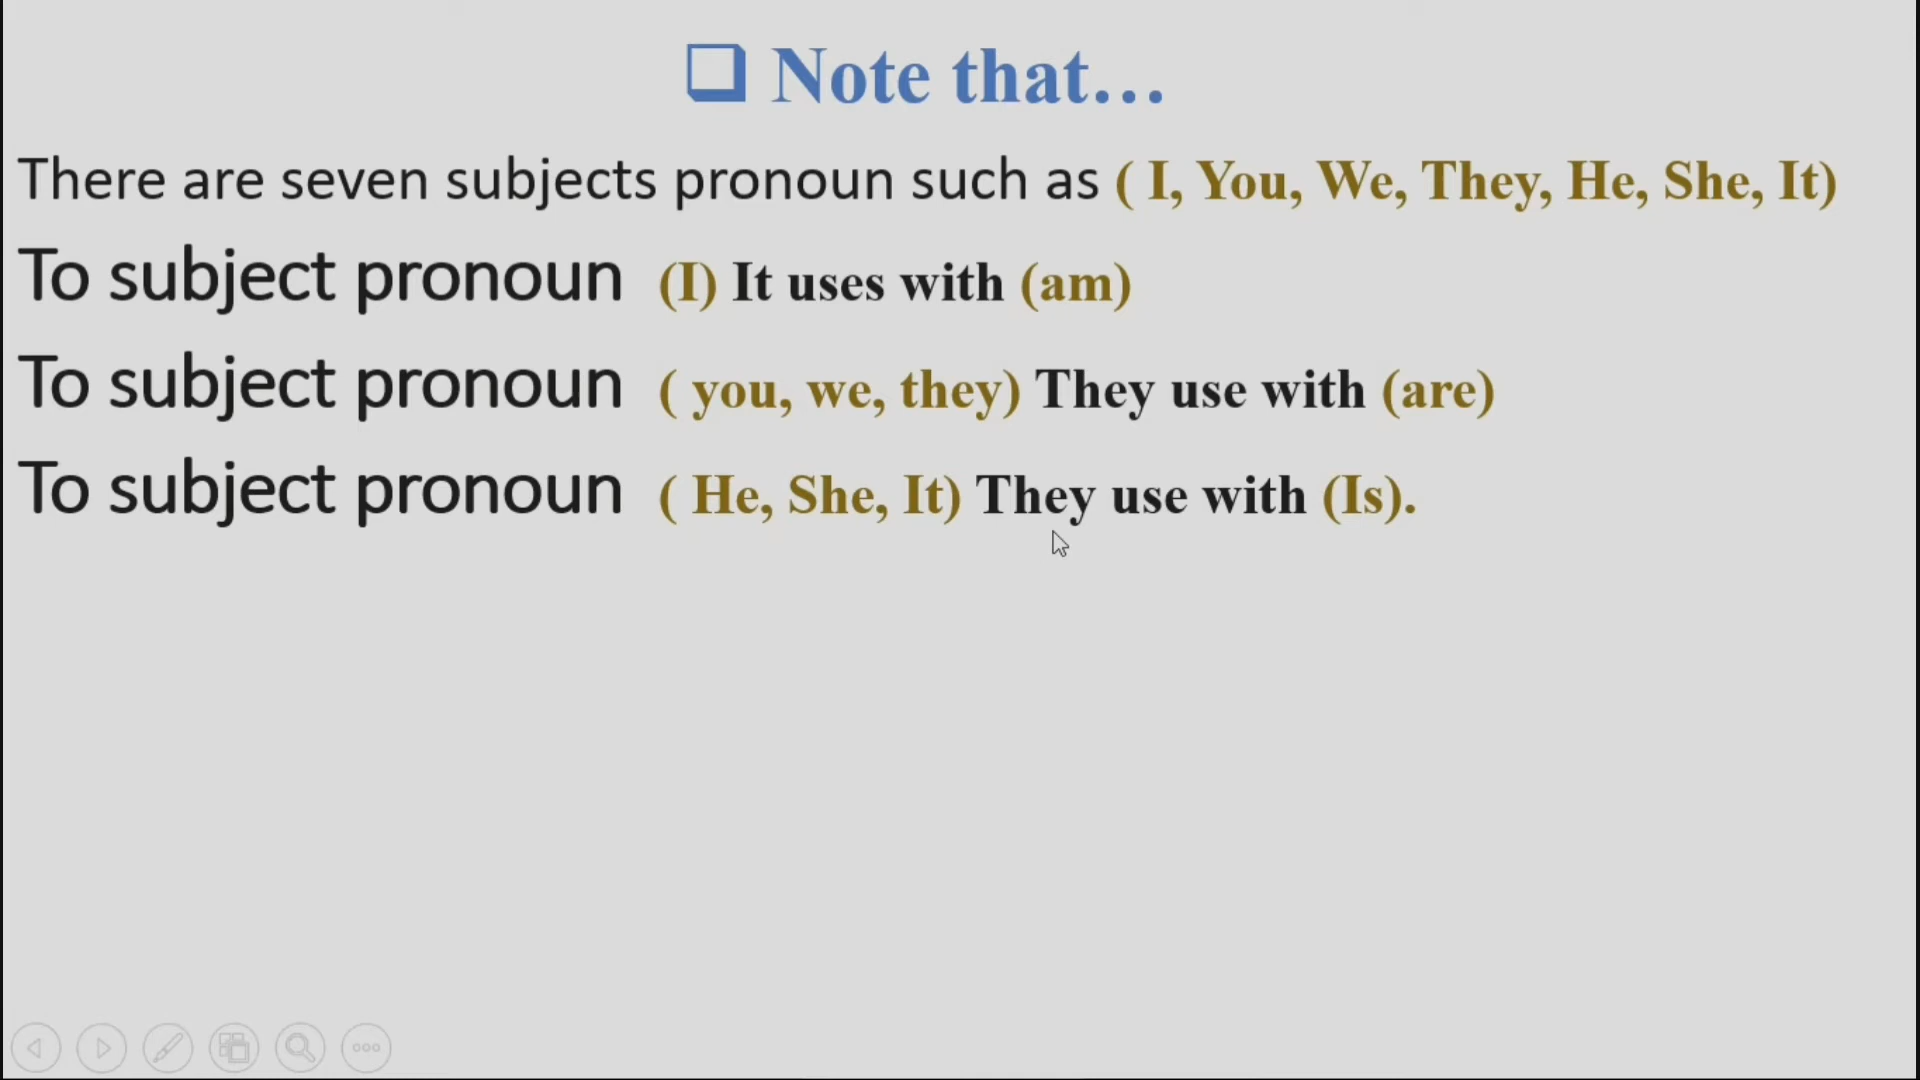 Note that...
There are seven subjects pronoun such as ( I, You, We, They, He, She, It)
To subject pronoun (I) It uses with (am)
To subject pronoun ( you, we, they) They use with (are)
To subject pronoun ( He, She, It) They use with (Is).